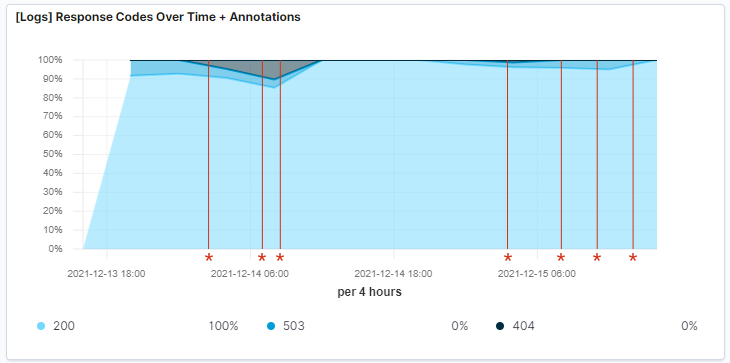 [Logs] Response Codes Over Time + Annotations
100%
90%
80%
70%
60%
50%
40%
30%
20%
10%
0%
* * * * * * *
2021-12-13 18:00 2021-12-14 06:00 2021-12-14 18:00 2021-12-15 06:00
per 4 hours
200 100% 503 0% 404 0%